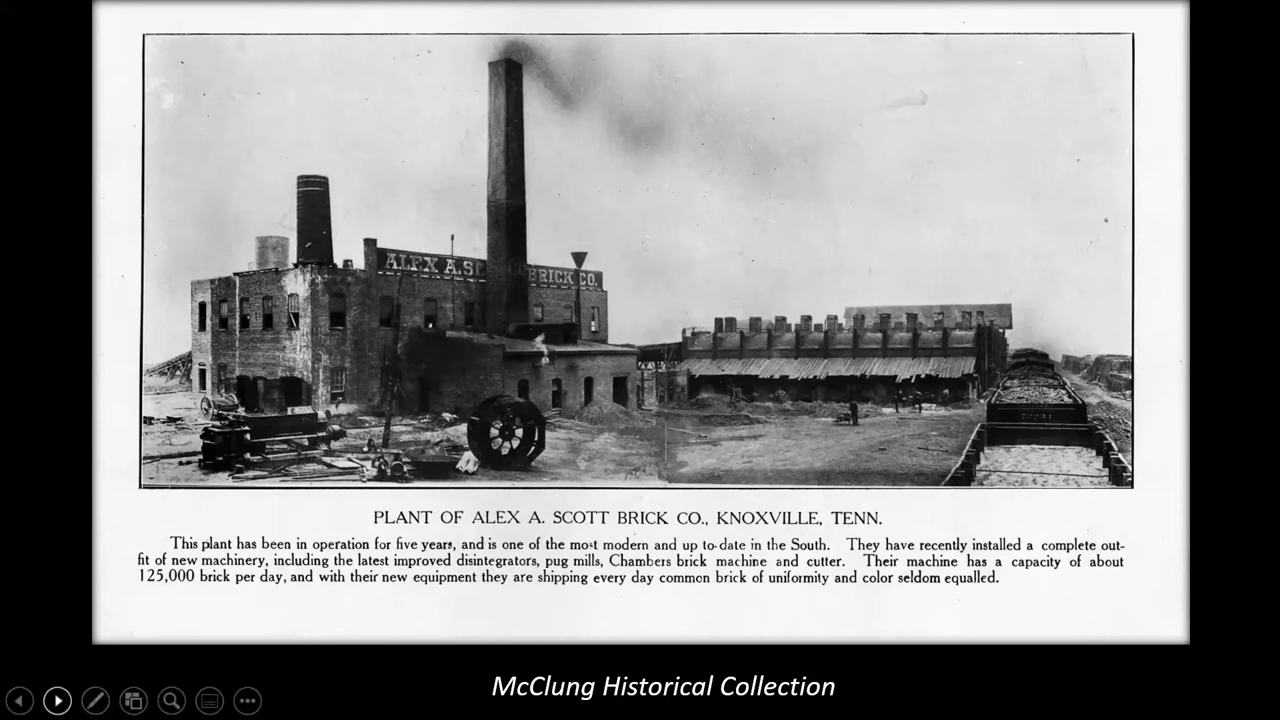 ALEX A. S
BRICK CO.
PLANT OF ALEX A. SCOTT BRICK CO., KNOXVILLE, TENN.
This plant has been in operation for five years, and is one of the most modern and up to-date in the South. They have recently installed a complete out-
fit of new machinery, including the latest improved disintegrators, pug mills, Chambers brick machine and cutter. Their machine has a capacity of about
125,000 brick per day, and with their new equipment they are shipping every day common brick of uniformity and color seldom equalled.
McClung Historical Collection